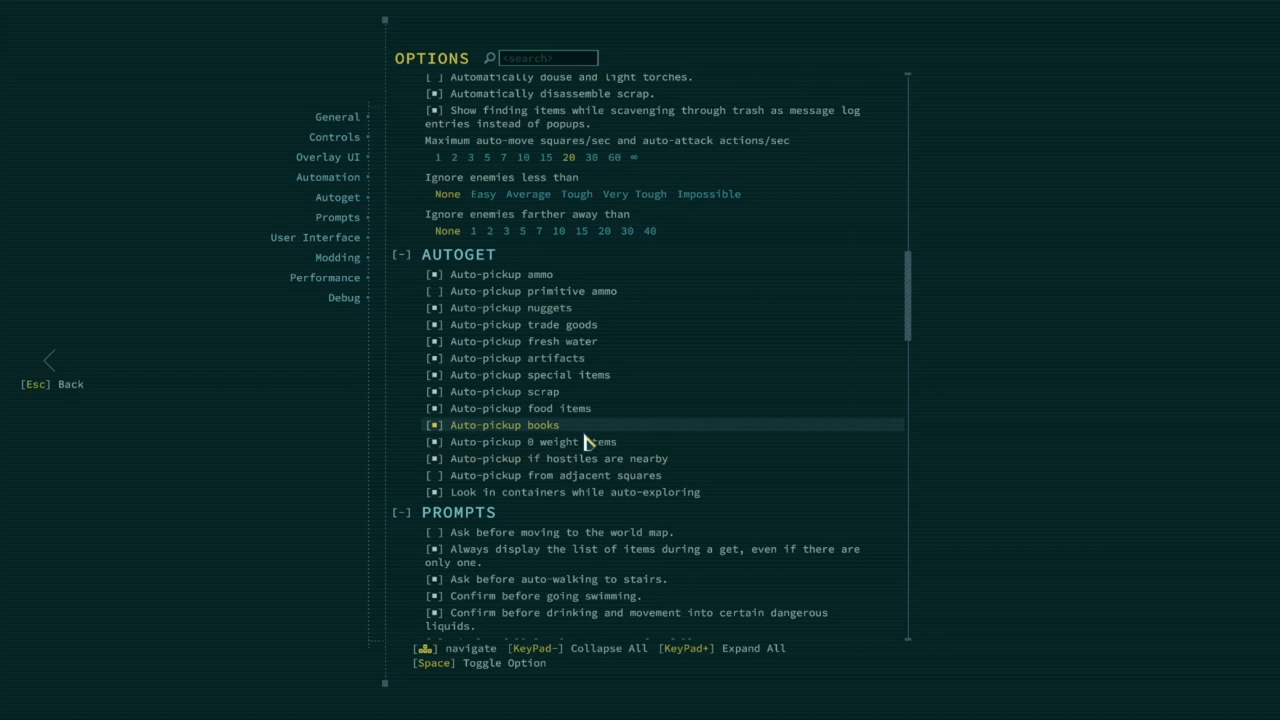 OPTIONS <search>
[ ] Automatically douse and light torches.
[■] Automatically disassemble scrap.
[■] Show finding items while scavenging through trash as message log
entries instead of popups.
Maximum auto-move squares/sec and auto-attack actions/sec
1 2 3 5 7 10 15 20 30 60 ∞
Ignore enemies less than
None Easy Average Tough Very Tough Impossible
Ignore enemies farther away than
None 1 2 3 5 7 10 15 20 30 40
[-] AUTOGET
[■] Auto-pickup ammo
[ ] Auto-pickup primitive ammo
[■] Auto-pickup nuggets
[■] Auto-pickup trade goods
[■] Auto-pickup fresh water
[■] Auto-pickup artifacts
[■] Auto-pickup special items
[■] Auto-pickup scrap
[■] Auto-pickup food items
[■] Auto-pickup books
[■] Auto-pickup 0 weight items
[■] Auto-pickup if hostiles are nearby
[ ] Auto-pickup from adjacent squares
[■] Look in containers while auto-exploring
[-] PROMPTS
[ ] Ask before moving to the world map.
[■] Always display the list of items during a get, even if there are
only one.
[■] Ask before auto-walking to stairs.
[■] Confirm before going swimming.
[■] Confirm before drinking and movement into certain dangerous
liquids.
General
Controls
Overlay UI
Automation
Autoget
Prompts
User Interface
Modding
Performance
Debug
[Esc] Back
navigate [KeyPad-] Collapse All [KeyPad+] Expand All
[Space] Toggle Option